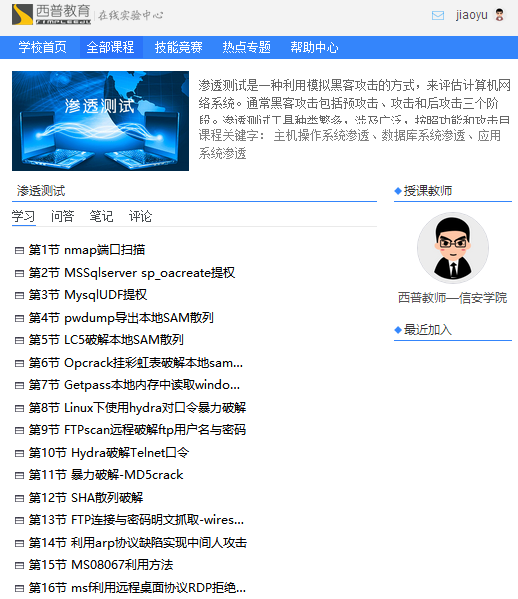 西普教育
SIMPLEEDU
在线实验中心
jiaoyu
学校首页 全部课程 技能竞赛 热点专题 帮助中心
渗透测试
渗透测试是一种利用模拟黑客攻击的方式，来评估计算机网
络系统。通常黑客攻击包括预攻击、攻击和后攻击三个阶
段。渗透测试工具种类繁多，涉及广泛，按照功能和攻击目
课程关键字： 主机操作系统渗透、数据库系统渗透、应用
系统渗透
渗透测试
学习 问答 笔记 评论
第1节 nmap端口扫描
第2节 MSSqlserver sp_oacreate提权
第3节 MysqlUDF提权
第4节 pwdump导出本地SAM散列
第5节 LC5破解本地SAM散列
第6节 Opcrack挂彩虹表破解本地sam...
第7节 Getpass本地内存中读取windo...
第8节 Linux下使用hydra对口令暴力破解
第9节 FTPscan远程破解ftp用户名与密码
第10节 Hydra破解Telnet口令
第11节 暴力破解-MD5crack
第12节 SHA散列破解
第13节 FTP连接与密码明文抓取-wires...
第14节 利用arp协议缺陷实现中间人攻击
第15节 MS08067利用方法
第16节 msf利用远程桌面协议RDP拒绝...
授课教师
西普教师—信安学院
最近加入